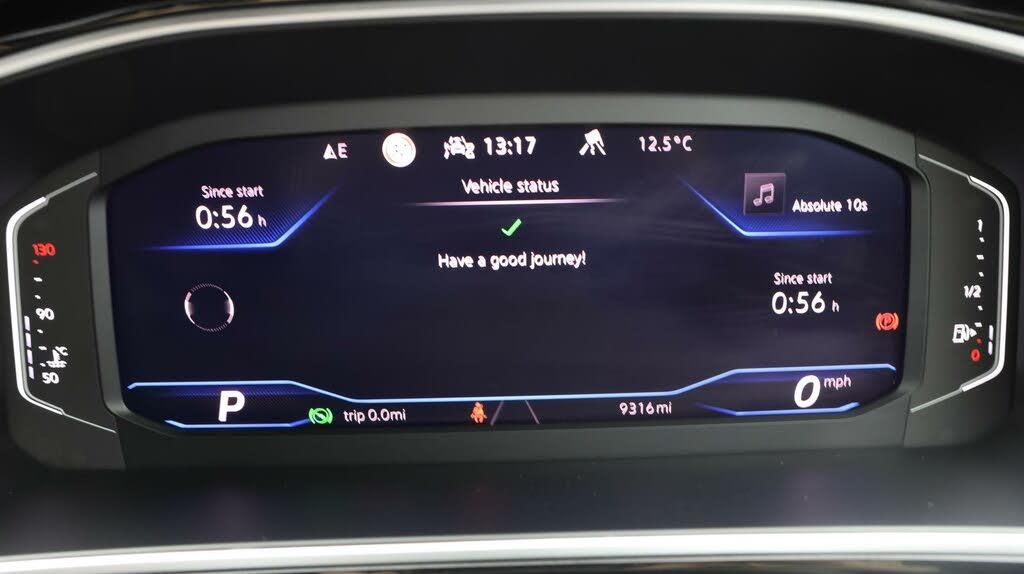 E 13:17 12.5°C
Since start
0:56 h
Vehicle status
Have a good journey!
Absolute 10s
Since start
0:56 h
130
90
°C
50
1
1/2
0
P
P
trip 0.0mi
9316mi
0 mph